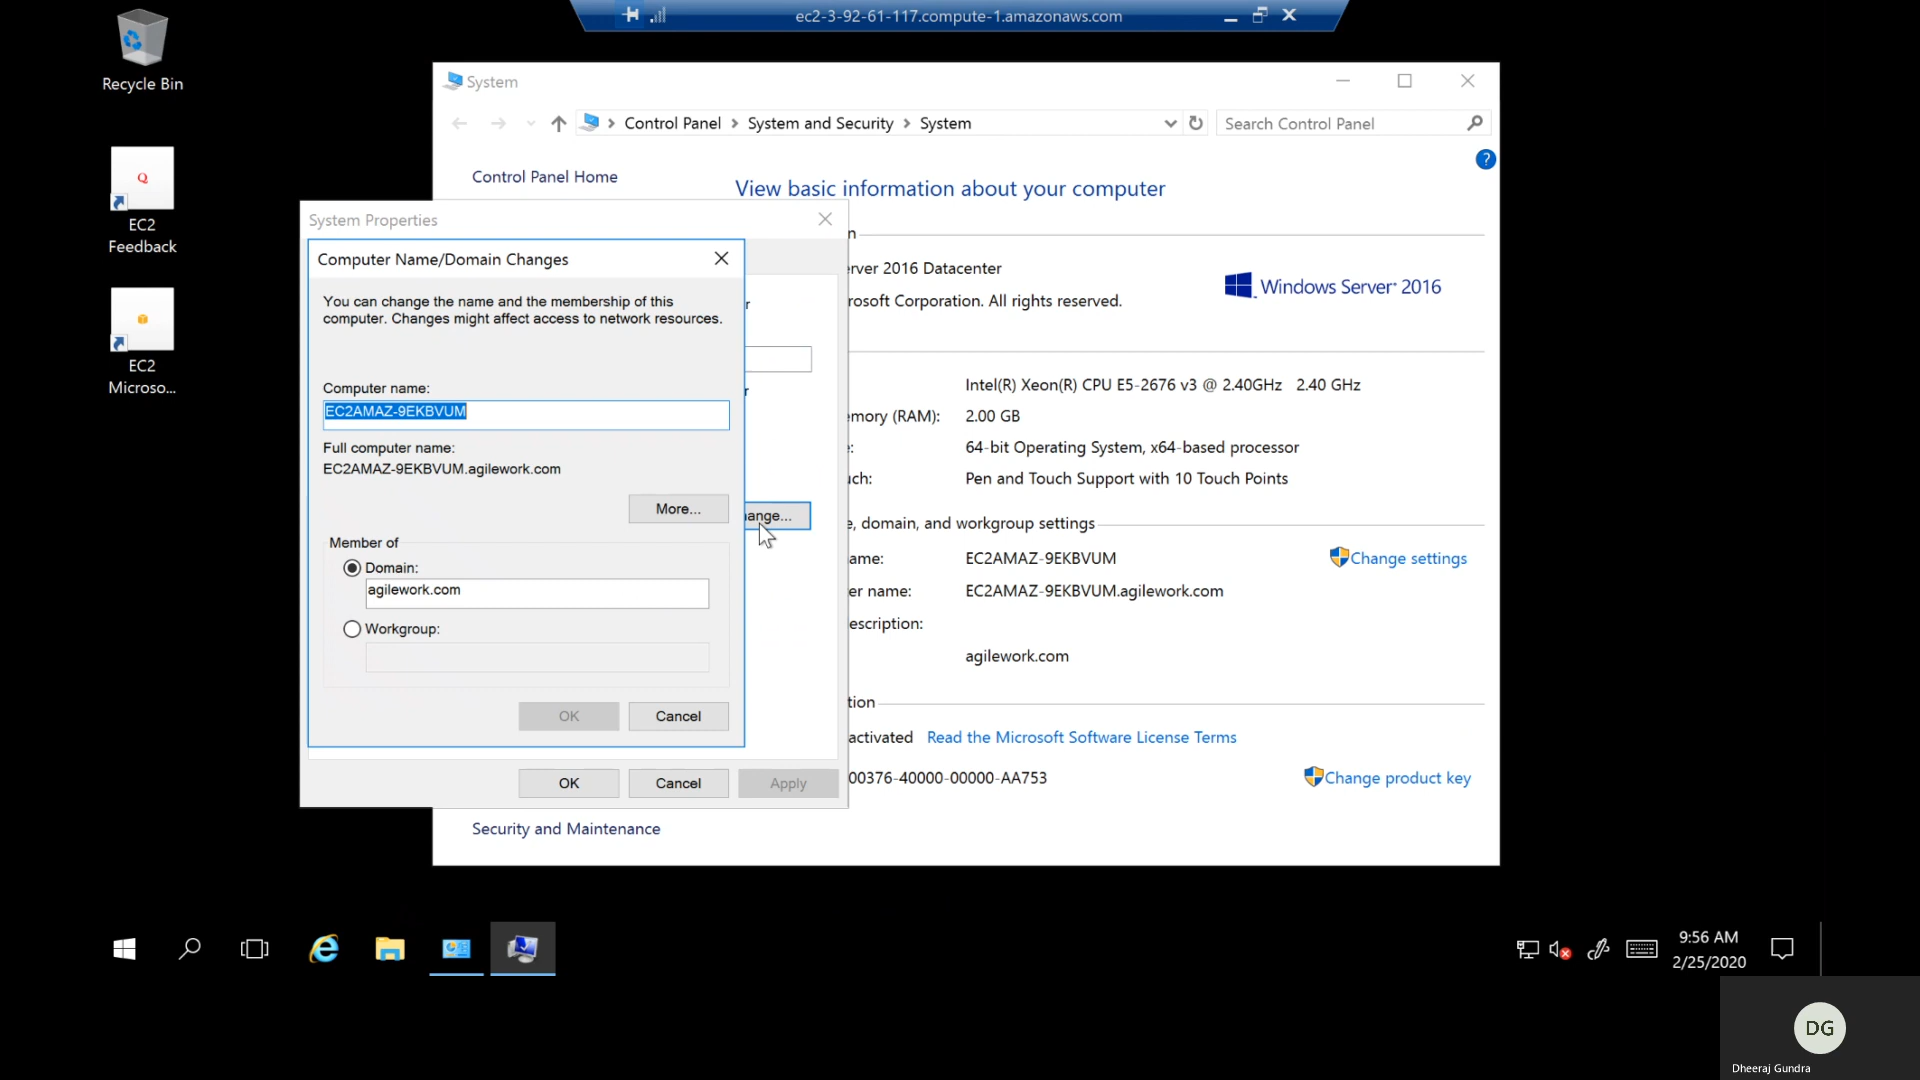 ec2-3-92-61-117.compute-1.amazonaws.com
Recycle Bin
Q
EC2
Feedback
EC2
Microso...
System
Control Panel
System and Security
System
Search Control Panel
?
Control Panel Home
View basic information about your computer
System Properties
n
Computer Name/Domain Changes
erver 2016 Datacenter
Windows Server® 2016
rosoft Corporation. All rights reserved.
You can change the name and the membership of this
computer. Changes might affect access to network resources.
r
Computer name:
EC2AMAZ-9EKBVUM
r
Intel(R) Xeon(R) CPU E5-2676 v3 @ 2.40GHz 2.40 GHz
emory (RAM): 2.00 GB
Full computer name:
EC2AMAZ-9EKBVUM.agilework.com
e: 64-bit Operating System, x64-based processor
uch: Pen and Touch Support with 10 Touch Points
More...
ange...
e, domain, and workgroup settings
Member of
ame: EC2AMAZ-9EKBVUM
Change settings
Domain:
agilework.com
er name: EC2AMAZ-9EKBVUM.agilework.com
Workgroup:
escription:
agilework.com
OK
Cancel
tion
activated Read the Microsoft Software License Terms
OK
Cancel
Apply
00376-40000-00000-AA753
Change product key
Security and Maintenance
9:56 AM
2/25/2020
DG
Dheeraj Gundra